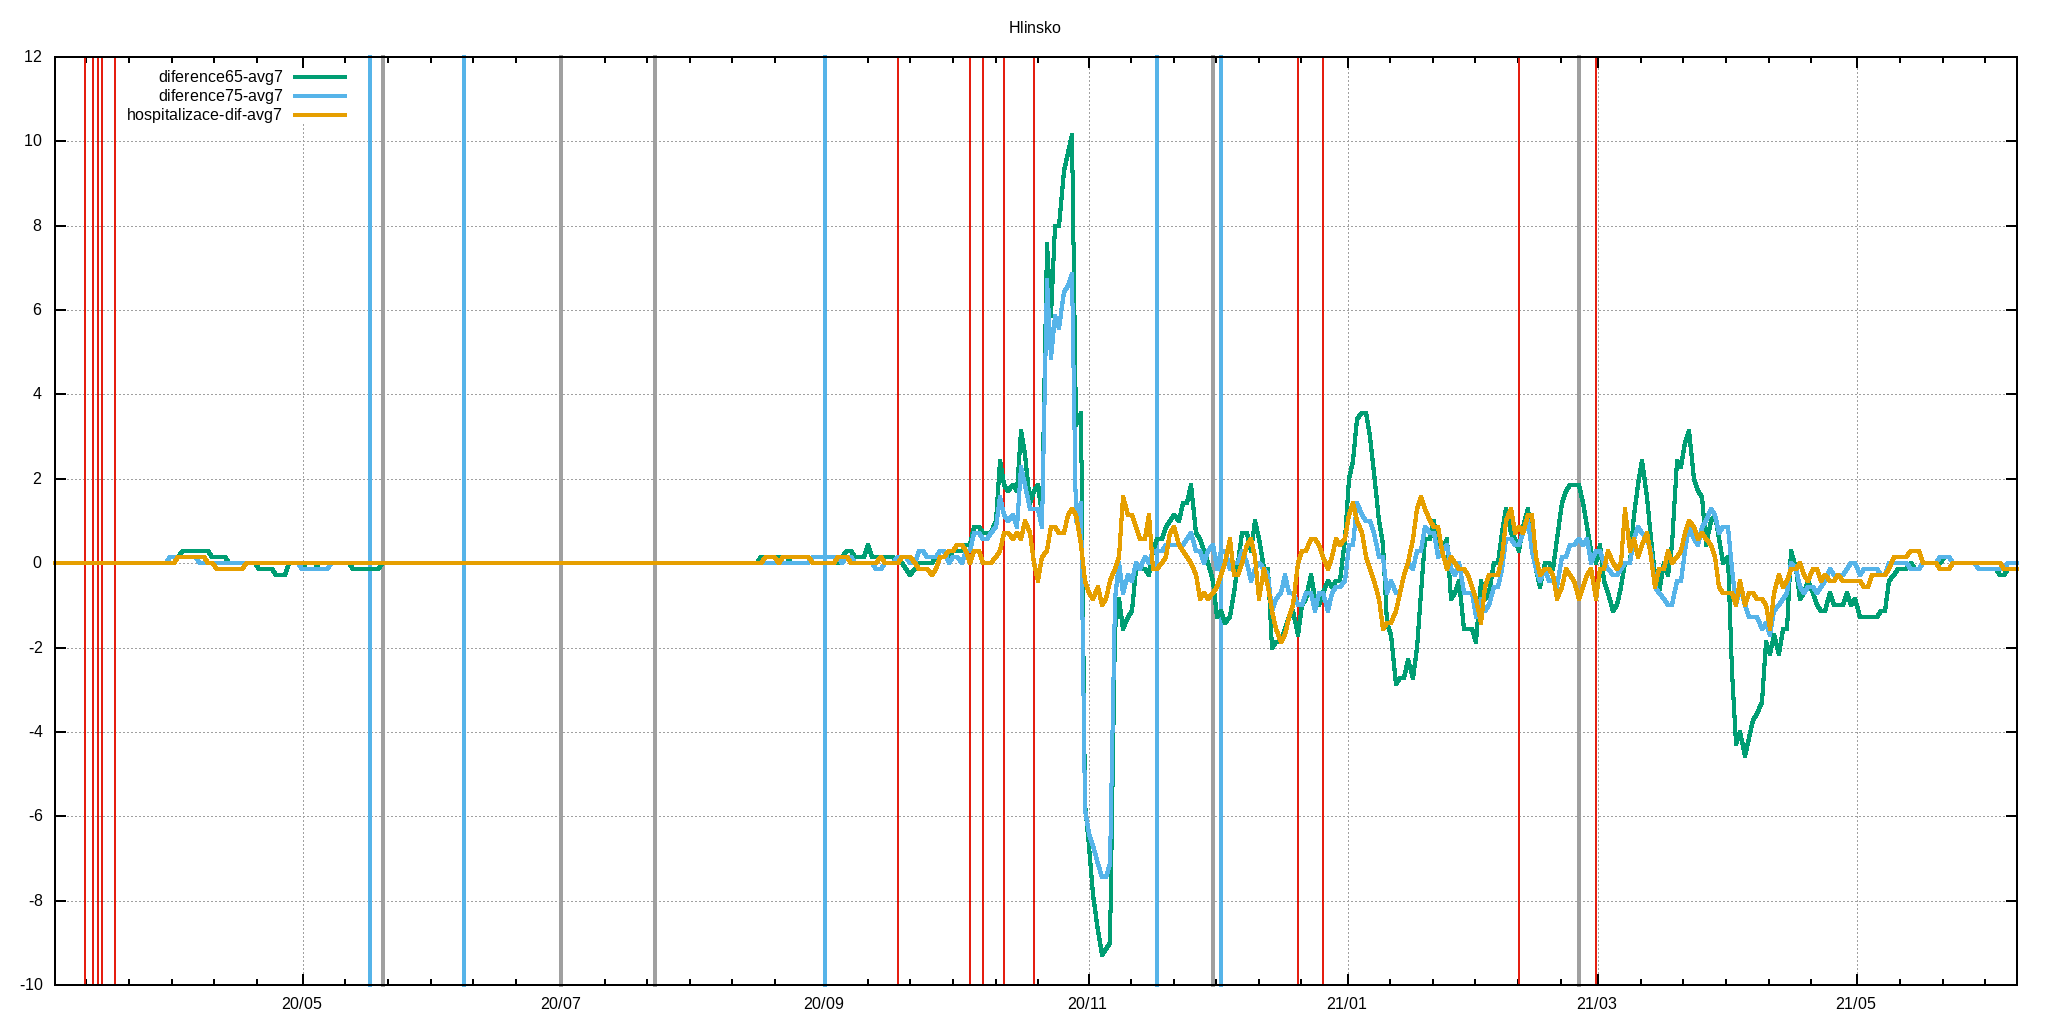 Hlinsko
diference65-avg7
diference75-avg7
hospitalizace-dif-avg7
12
10
8
6
4
2
0
-2
-4
-6
-8
-10
20/05 20/07 20/09 20/11 21/01 21/03 21/05